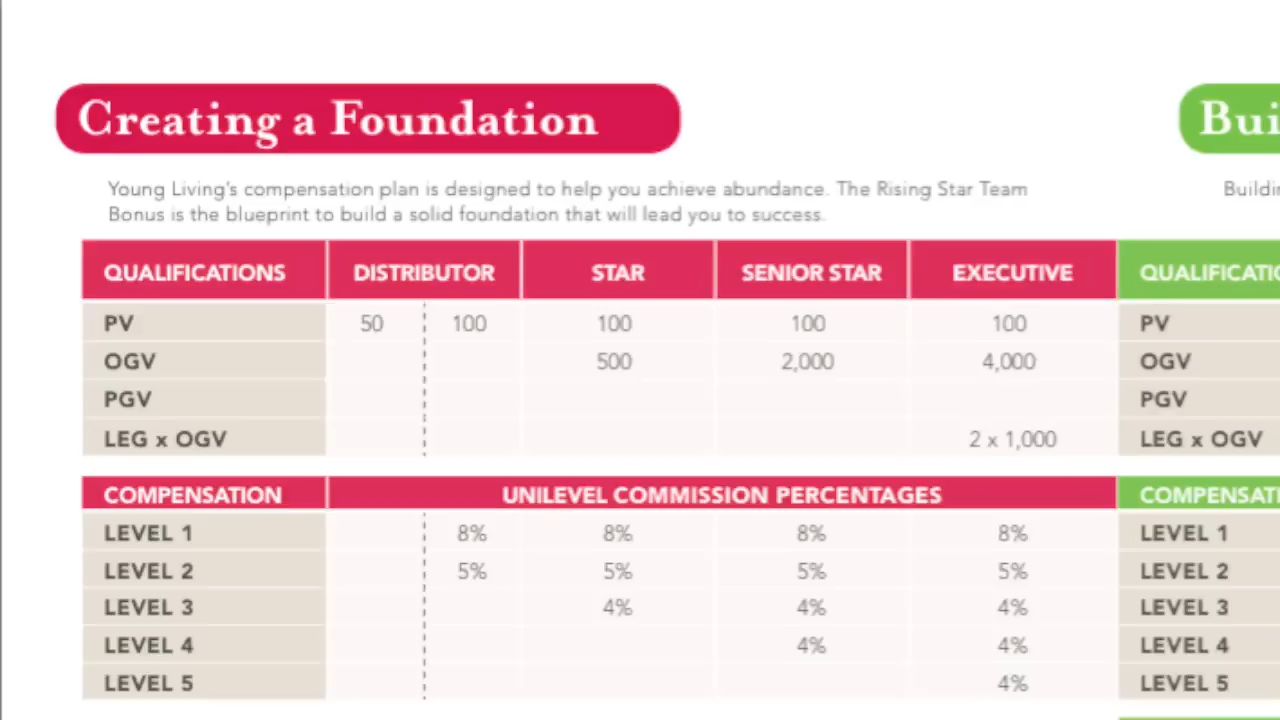 Creating a Foundation
Bui
Young Living's compensation plan is designed to help you achieve abundance. The Rising Star Team
Bonus is the blueprint to build a solid foundation that will lead you to success.
Buildin
QUALIFICATIONS DISTRIBUTOR STAR SENIOR STAR EXECUTIVE QUALIFICATIO
PV 50 100 100 100 100 PV
OGV 500 2,000 4,000 OGV
PGV PGV
LEG x OGV 2 x 1,000 LEG x OGV
COMPENSATION UNILEVEL COMMISSION PERCENTAGES COMPENSATI
LEVEL 1 8% 8% 8% 8% LEVEL 1
LEVEL 2 5% 5% 5% 5% LEVEL 2
LEVEL 3 4% 4% 4% LEVEL 3
LEVEL 4 4% 4% LEVEL 4
LEVEL 5 4% LEVEL 5